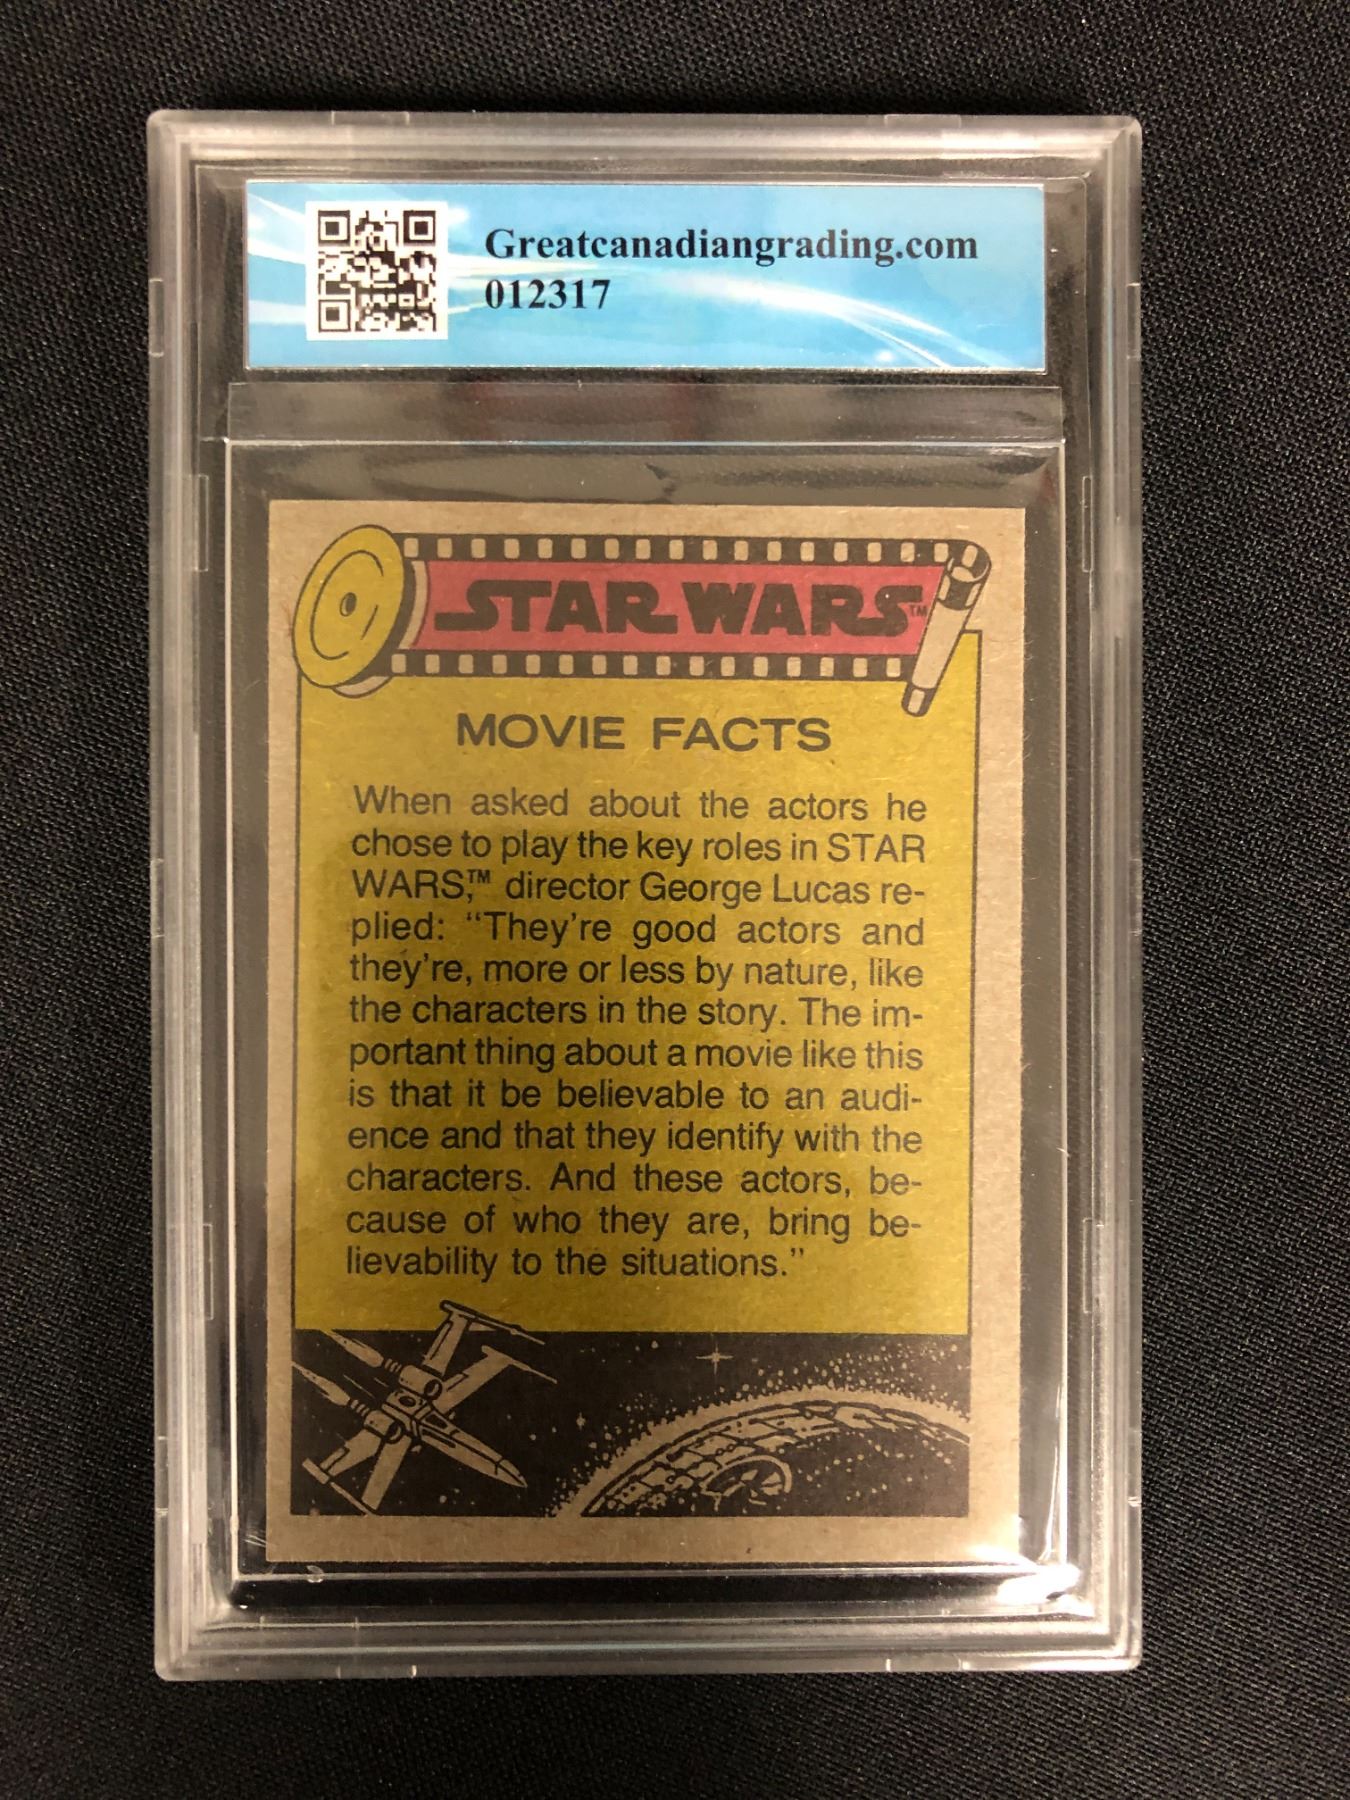 Greatcanadiangrading.com
012317
STAR WARS™
MOVIE FACTS
When asked about the actors he
chose to play the key roles in STAR
WARS,™ director George Lucas re-
plied: “They’re good actors and
they’re, more or less by nature, like
the characters in the story. The im-
portant thing about a movie like this
is that it be believable to an audi-
ence and that they identify with the
characters. And these actors, be-
cause of who they are, bring be-
lievability to the situations.”